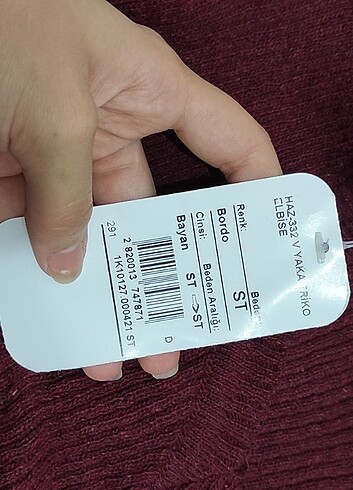 HAZ-332 V YAKA TRİKO
ELBİSE
Renk: Beden
Bordo ST
Cinsi: Beden Aralığı:
Bayan ST => ST
D
2 820013 747871
1K10127 000421 ST
291